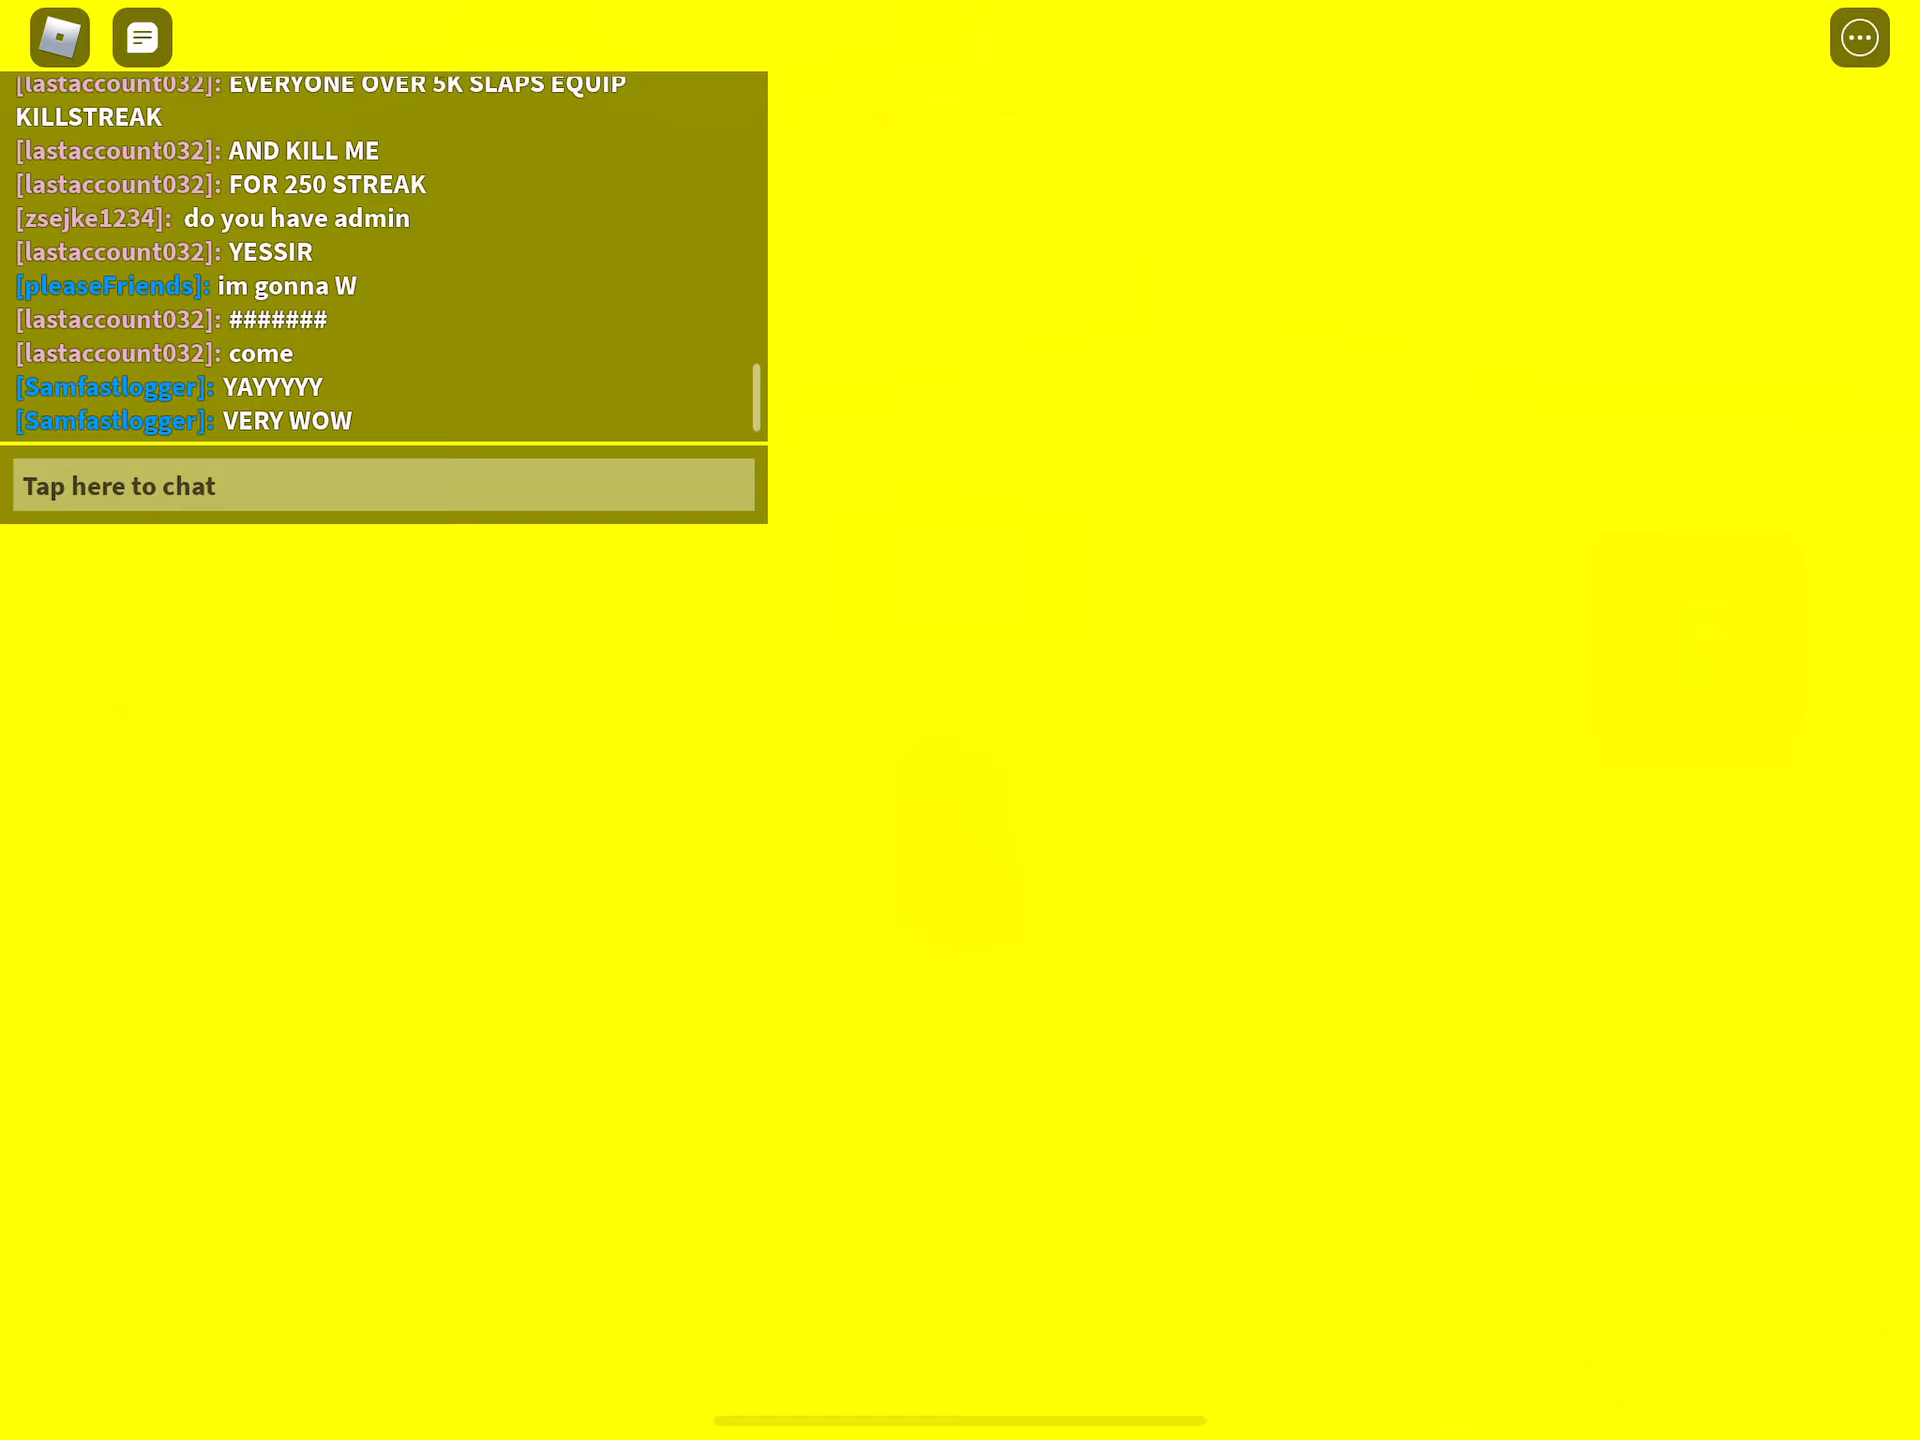 [lastaccount032]: EVERYONE OVER 5K SLAPS EQUIP
KILLSTREAK
[lastaccount032]: AND KILL ME
[lastaccount032]: FOR 250 STREAK
[zsejke1234]: do you have admin
[lastaccount032]: YESSIR
[pleaseFriends]: im gonna W
[lastaccount032]: #######
[lastaccount032]: come
[Samfastlogger]: YAYYYYY
[Samfastlogger]: VERY WOW
Tap here to chat